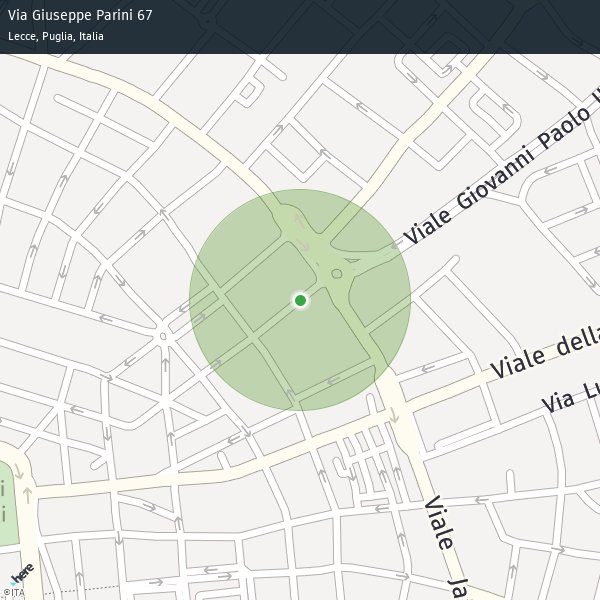 Via Giuseppe Parini 67
Lecce, Puglia, Italia
Viale Giovanni Paolo II
Viale della
Via Lu
Viale Ja
here
©ITA